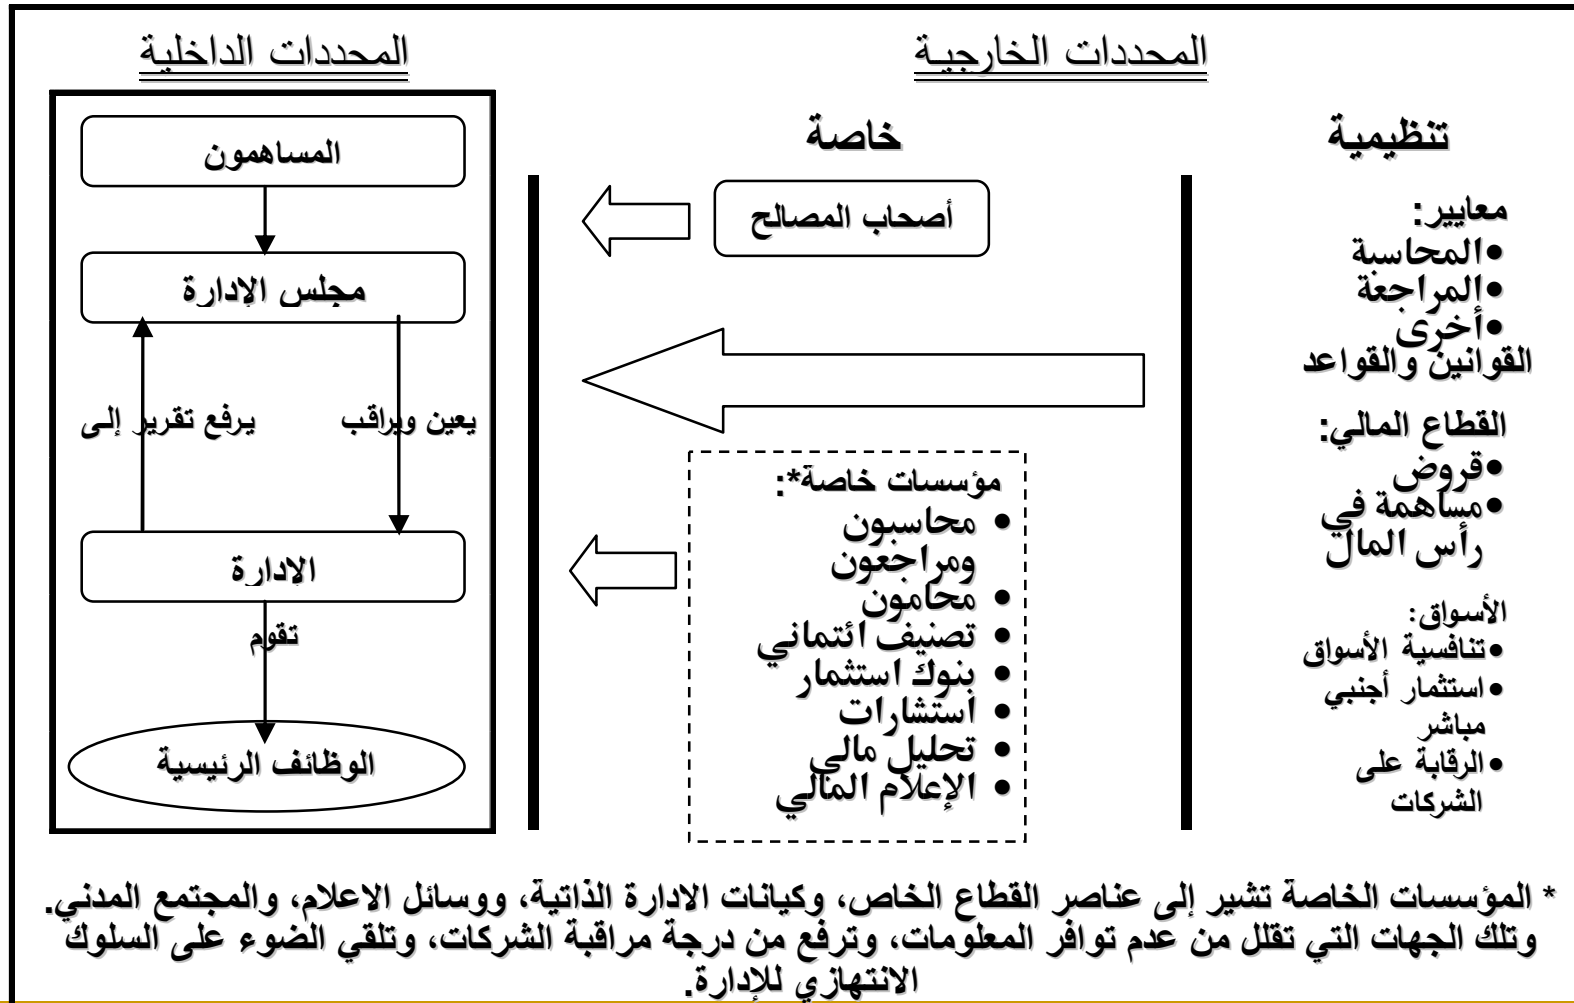 المحددات الخارجية
المحددات الداخلية
تنظيمية
معايير:
•المحاسبة
•المراجعة
•أخرى
القوانين والقواعد
القطاع المالي:
•قروض
•مساهمة في
رأس المال
الأسواق:
•تنافسية الأسواق
•استثمار أجنبي
مباشر
•الرقابة على
الشركات
خاصة
أصحاب المصالح
مؤسسات خاصة*:
• محاسبون
ومراجعون
• محامون
• تصنيف ائتماني
• بنوك استثمار
• استشارات
• تحليل مالي
• الإعلام المالي
المساهمون
مجلس الإدارة
يعين ويراقب
يرفع تقرير إلى
الإدارة
تقوم
الوظائف الرئيسية
* المؤسسات الخاصة تشير إلى عناصر القطاع الخاص، وكيانات الادارة الذاتية، ووسائل الاعلام، والمجتمع المدني.
وتلك الجهات التي تقلل من عدم توافر المعلومات، وترفع من درجة مراقبة الشركات، وتلقي الضوء على السلوك
الانتهازي للإدارة.